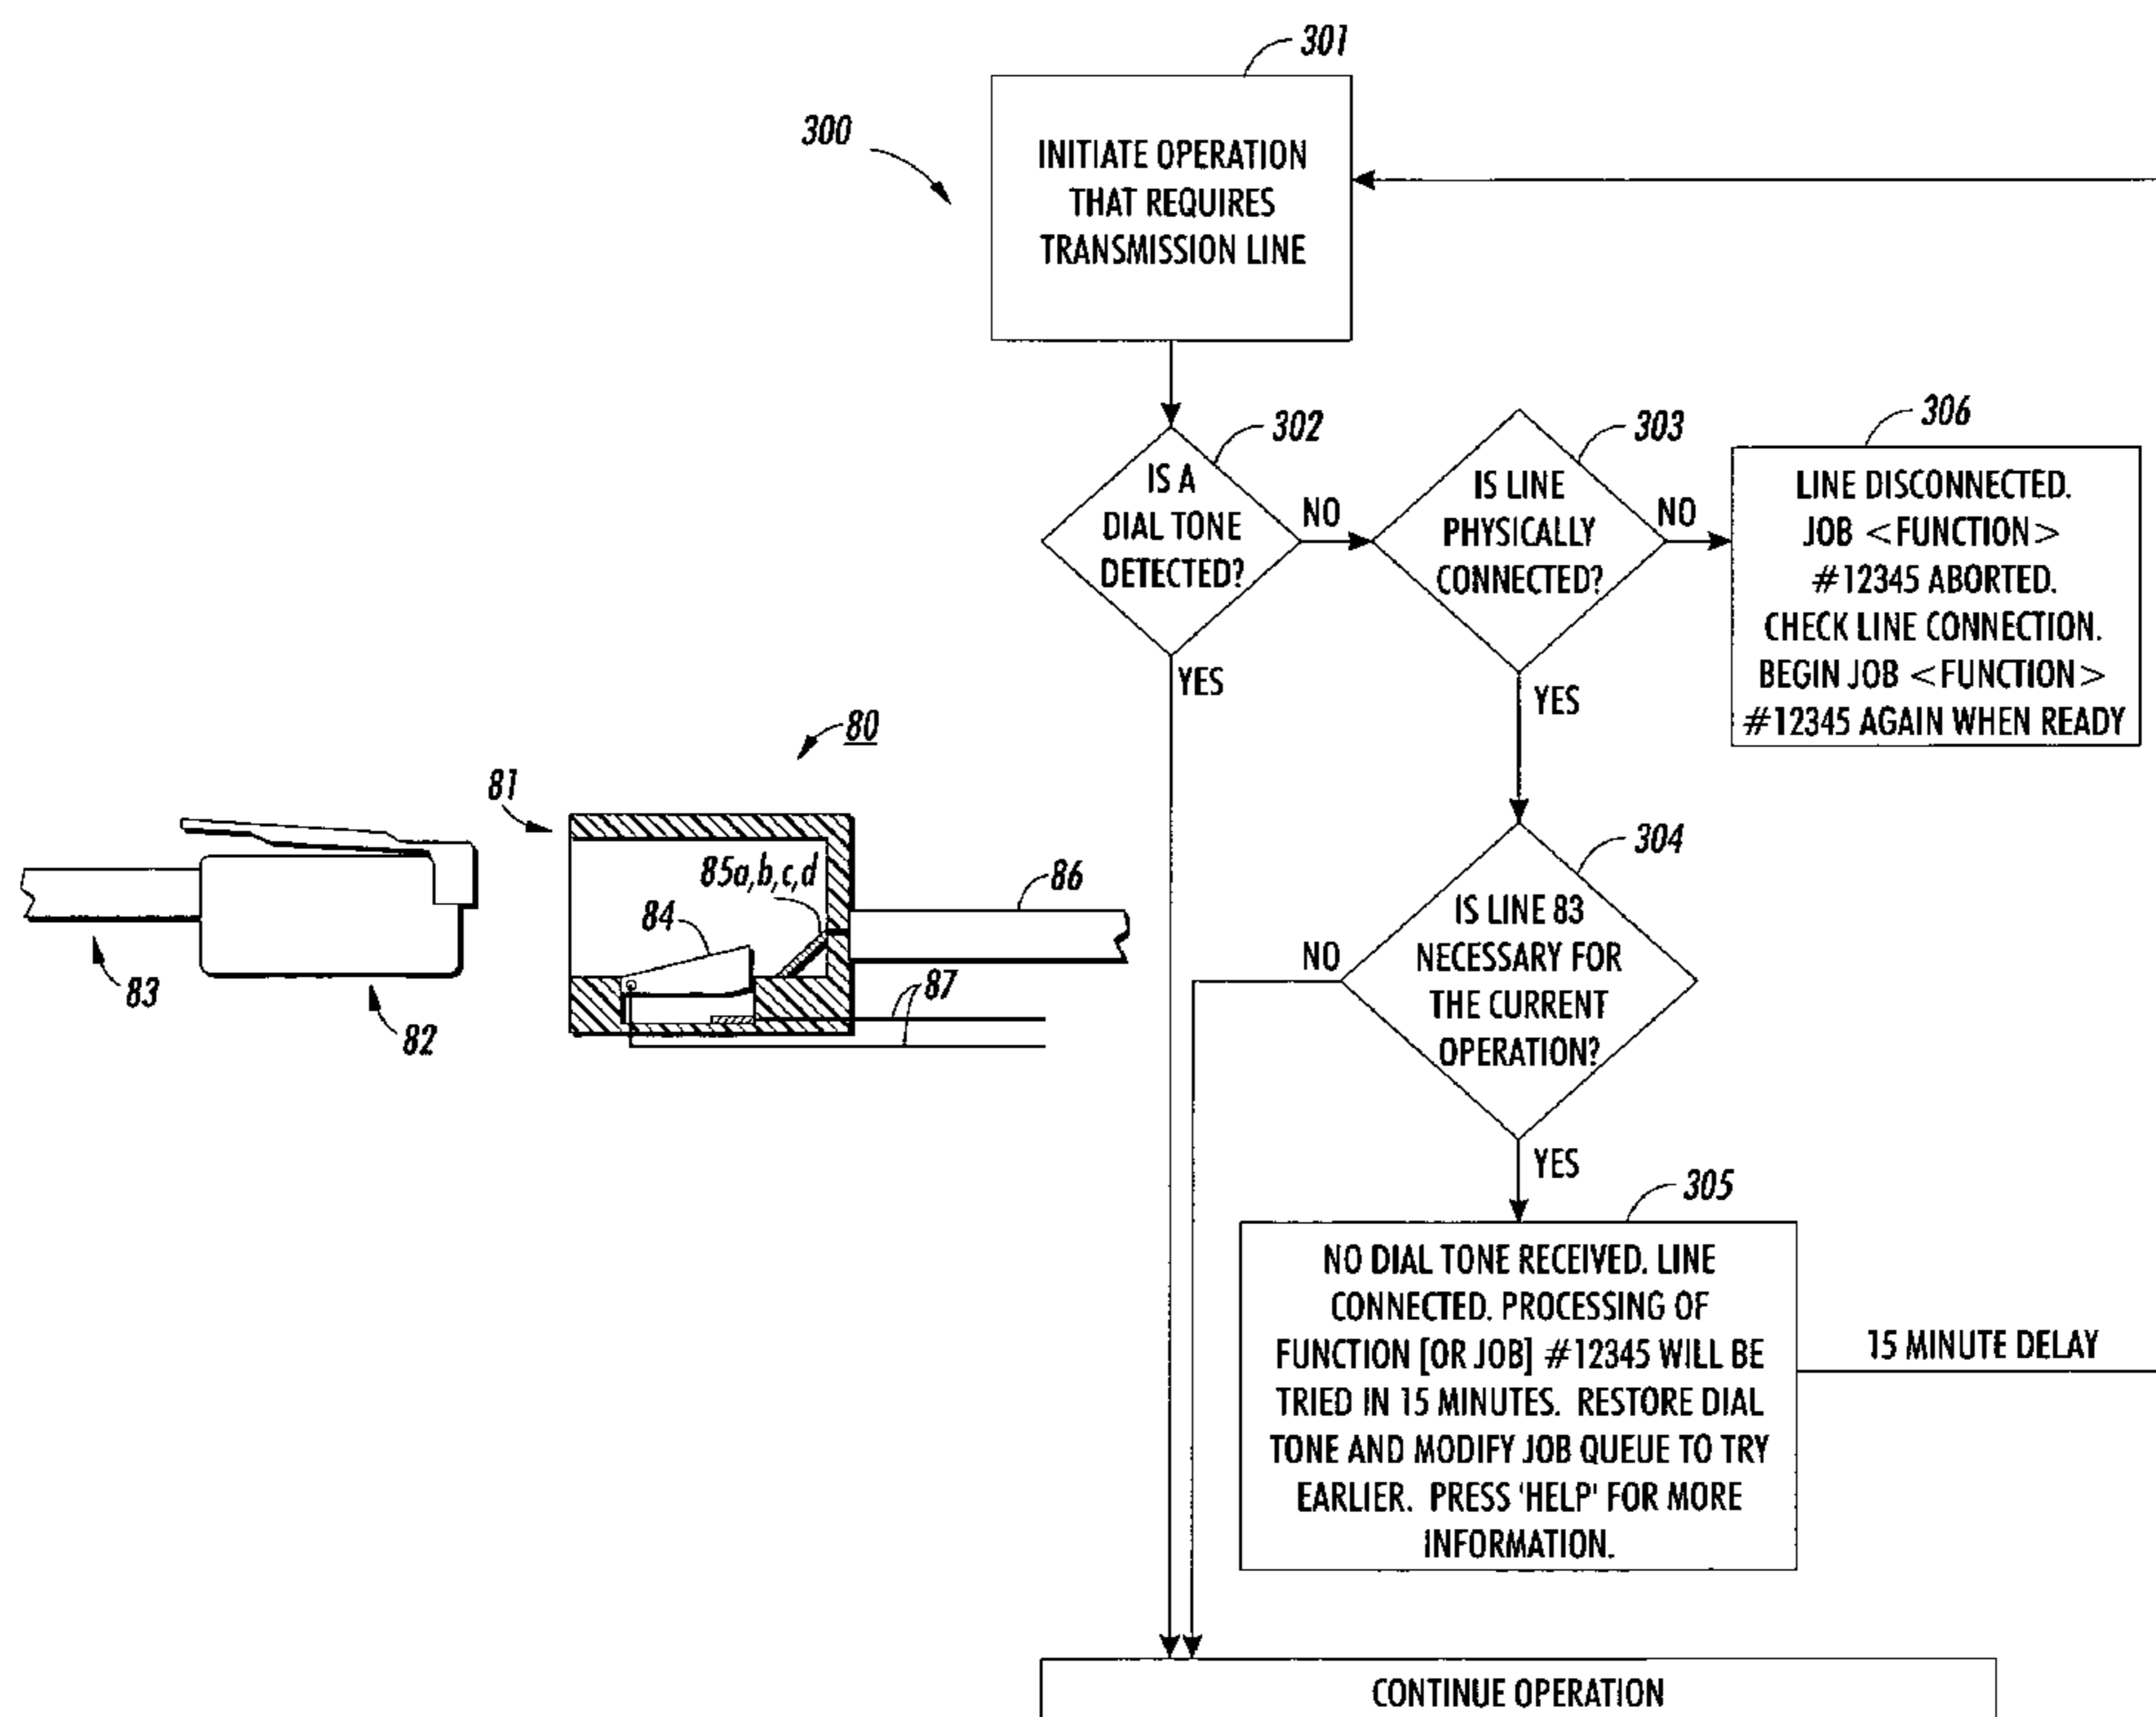 301
300
INITIATE OPERATION
THAT REQUIRES
TRANSMISSION LINE
302
IS A
DIAL TONE
DETECTED?
NO
YES
303
IS LINE
PHYSICALLY
CONNECTED?
NO
YES
306
LINE DISCONNECTED.
JOB <FUNCTION>
#12345 ABORTED.
CHECK LINE CONNECTION.
BEGIN JOB <FUNCTION>
#12345 AGAIN WHEN READY
80
81
85a,b,c,d
84
86
87
83
82
304
IS LINE 83
NECESSARY FOR
THE CURRENT
OPERATION?
NO
YES
305
NO DIAL TONE RECEIVED. LINE
CONNECTED. PROCESSING OF
FUNCTION [OR JOB] #12345 WILL BE
TRIED IN 15 MINUTES. RESTORE DIAL
TONE AND MODIFY JOB QUEUE TO TRY
EARLIER. PRESS 'HELP' FOR MORE
INFORMATION.
15 MINUTE DELAY
CONTINUE OPERATION